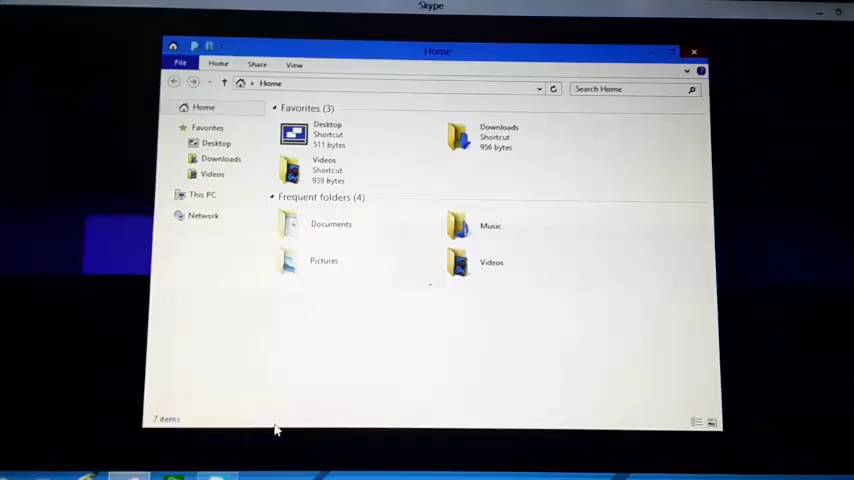 Skype
Home
File
Home
Share
View
Home
Search Home
Home
Favorites
Desktop
Downloads
Videos
This PC
Network
Favorites (3)
Desktop
Shortcut
511 bytes
Downloads
Shortcut
956 bytes
Videos
Shortcut
939 bytes
Frequent folders (4)
Documents
Music
Pictures
Videos
7 items